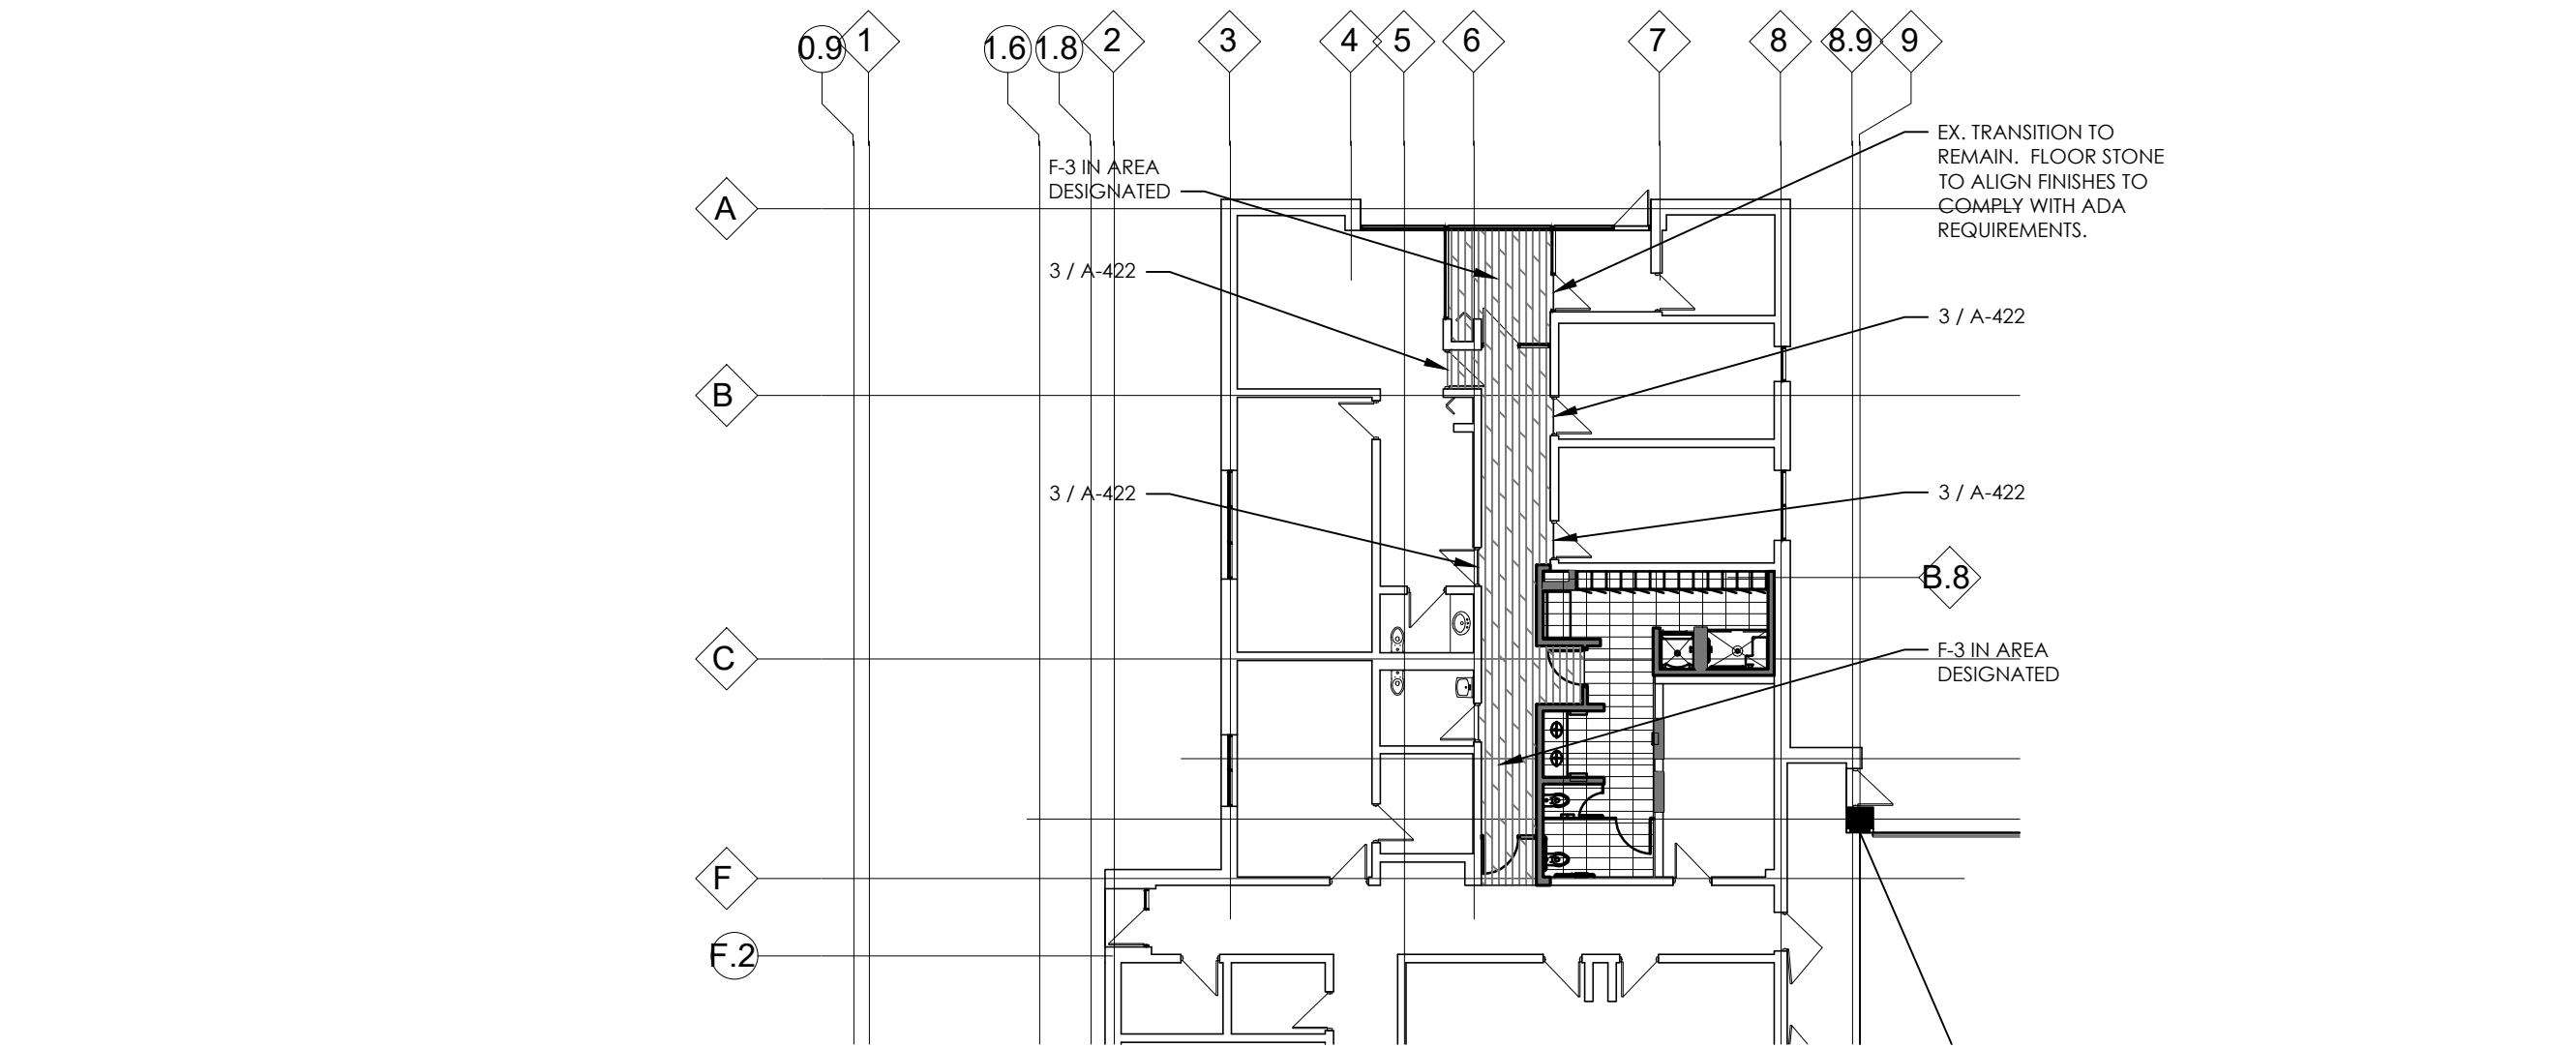 0.9
1
1.6
1.8
2
3
4
5
6
7
8
8.9
9
EX. TRANSITION TO
REMAIN. FLOOR STONE
TO ALIGN FINISHES TO
COMPLY WITH ADA
REQUIREMENTS.
F-3 IN AREA
DESIGNATED
A
3 / A-422
3 / A-422
B
3 / A-422
3 / A-422
B.8
C
F-3 IN AREA
DESIGNATED
F
F.2